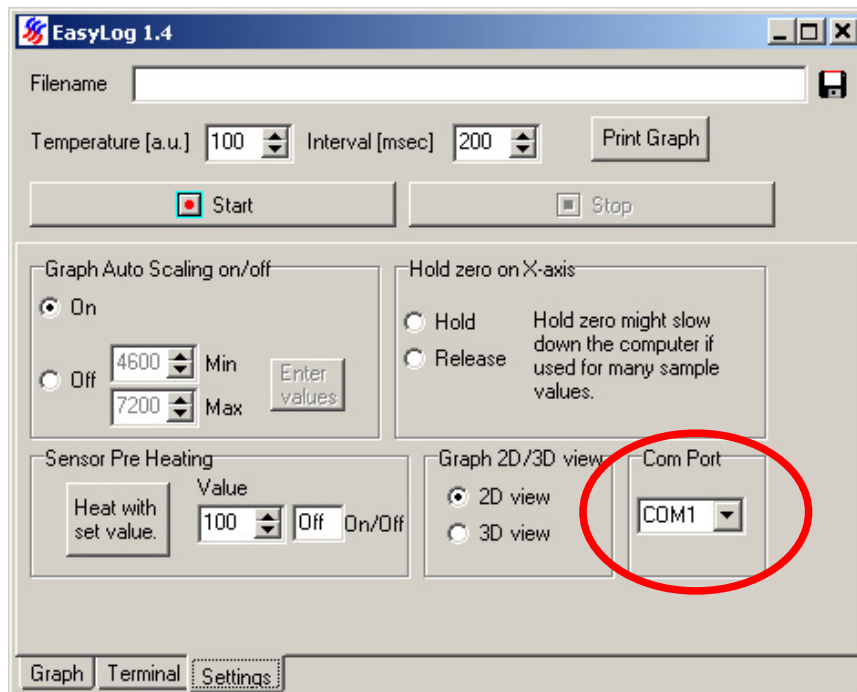 EasyLog 1.4
Filename
Temperature [a.u.] 100 Interval [msec] 200 Print Graph
Start Stop
Graph Auto Scaling on/off
On
Off 4600 Min
7200 Max
Enter
values
Hold zero on X-axis
Hold
Release
Hold zero might slow
down the computer if
used for many sample
values.
Sensor Pre Heating
Heat with
set value.
Value
100 Off On/Off
Graph 2D/3D view
2D view
3D view
Com Port
COM1
Graph Terminal Settings